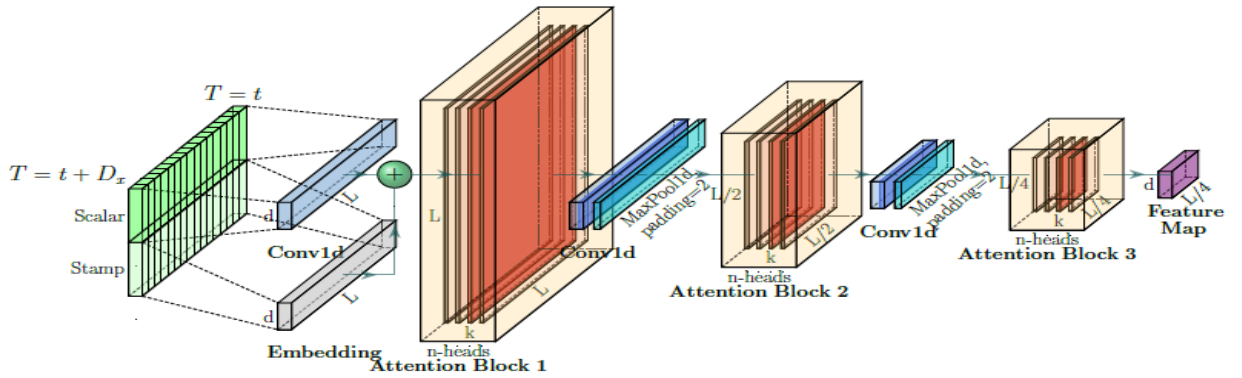 T = t
T = t + D_x
Scalar
Stamp
d
L
Conv1d
d
L
Embedding
+
L
L
k
n-heads
Attention Block 1
Conv1d
MaxPool1d,
padding=2
L/2
L/2
k
n-heads
Attention Block 2
Conv1d
MaxPool1d,
padding=2
L/4
L/4
k
n-heads
Attention Block 3
d
L/4
Feature
Map